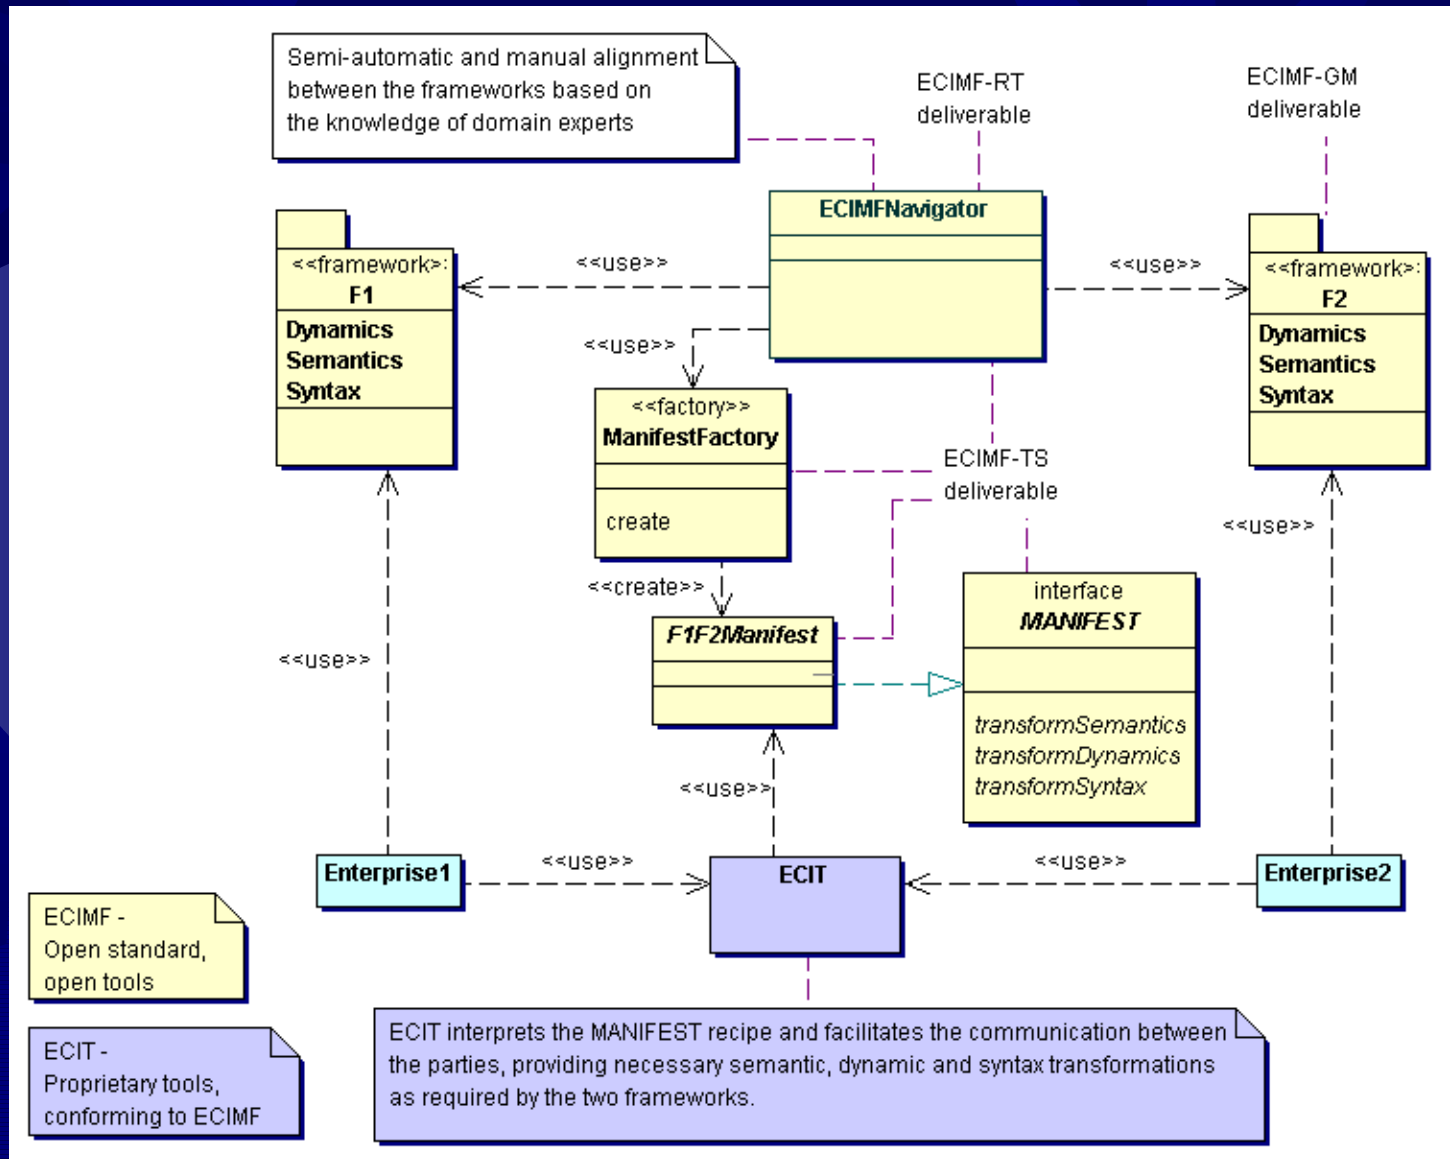 Semi-automatic and manual alignment
between the frameworks based on
the knowledge of domain experts
ECIMF-RT
deliverable
ECIMF-GM
deliverable
ECIMFNavigator
<<framework>:
F1
Dynamics
Semantics
Syntax
<<use>>
<<use>>
<<framework>:
F2
Dynamics
Semantics
Syntax
<<use>>
<<factory>>
ManifestFactory
create
ECIMF-TS
deliverable
<<use>>
<<create>>
F1F2Manifest
interface
MANIFEST
transformSemantics
transformDynamics
transformSyntax
<<use>>
<<use>>
Enterprise1
<<use>>
ECIT
<<use>>
Enterprise2
ECIMF -
Open standard,
open tools
ECIT -
Proprietary tools,
conforming to ECIMF
ECIT interprets the MANIFEST recipe and facilitates the communication between
the parties, providing necessary semantic, dynamic and syntax transformations
as required by the two frameworks.